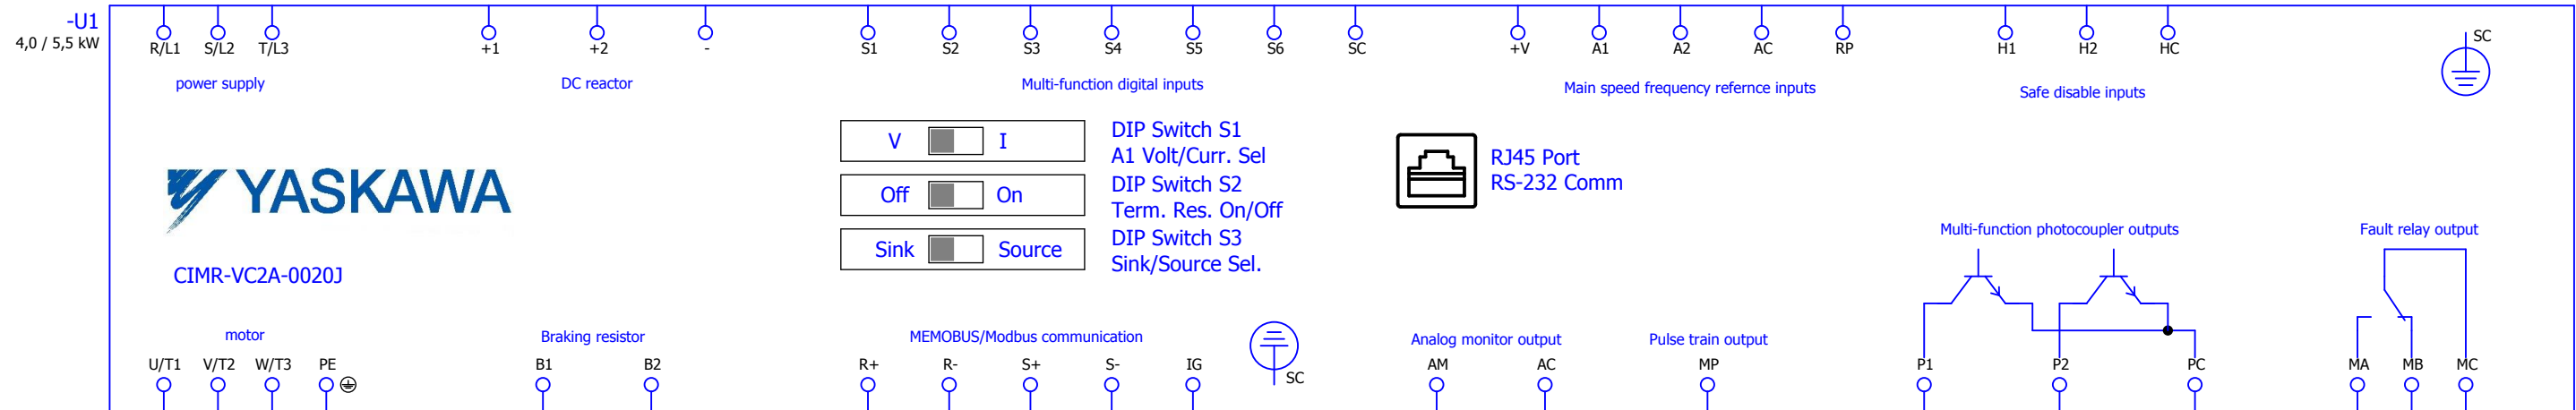 -U1
4,0 / 5,5 kW
R/L1 S/L2 T/L3 +1 +2 - S1 S2 S3 S4 S5 S6 SC +V A1 A2 AC RP H1 H2 HC SC
power supply DC reactor Multi-function digital inputs Main speed frequency refernce inputs Safe disable inputs
V I DIP Switch S1
A1 Volt/Curr. Sel
Off On DIP Switch S2
Term. Res. On/Off
Sink Source DIP Switch S3
Sink/Source Sel.
RJ45 Port
RS-232 Comm
YASKAWA
CIMR-VC2A-0020J
Multi-function photocoupler outputs Fault relay output
motor Braking resistor MEMOBUS/Modbus communication Analog monitor output Pulse train output
U/T1 V/T2 W/T3 PE B1 B2 R+ R- S+ S- IG SC AM AC MP P1 P2 PC MA MB MC